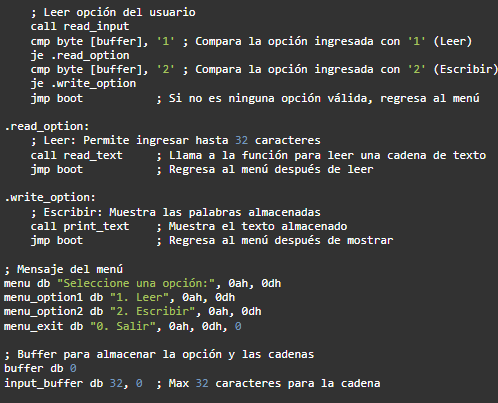 ; Leer opción del usuario
call read_input
cmp byte [buffer], '1' ; Compara la opción ingresada con '1' (Leer)
je .read_option
cmp byte [buffer], '2' ; Compara la opción ingresada con '2' (Escribir)
je .write_option
jmp boot ; Si no es ninguna opción válida, regresa al menú
.read_option:
; Leer: Permite ingresar hasta 32 caracteres
call read_text ; Llama a la función para leer una cadena de texto
jmp boot ; Regresa al menú después de leer
.write_option:
; Escribir: Muestra las palabras almacenadas
call print_text ; Muestra el texto almacenado
jmp boot ; Regresa al menú después de mostrar
; Mensaje del menú
menu db "Seleccione una opción:", 0ah, 0dh
menu_option1 db "1. Leer", 0ah, 0dh
menu_option2 db "2. Escribir", 0ah, 0dh
menu_exit db "0. Salir", 0ah, 0dh, 0
; Buffer para almacenar la opción y las cadenas
buffer db 0
input_buffer db 32, 0 ; Max 32 caracteres para la cadena